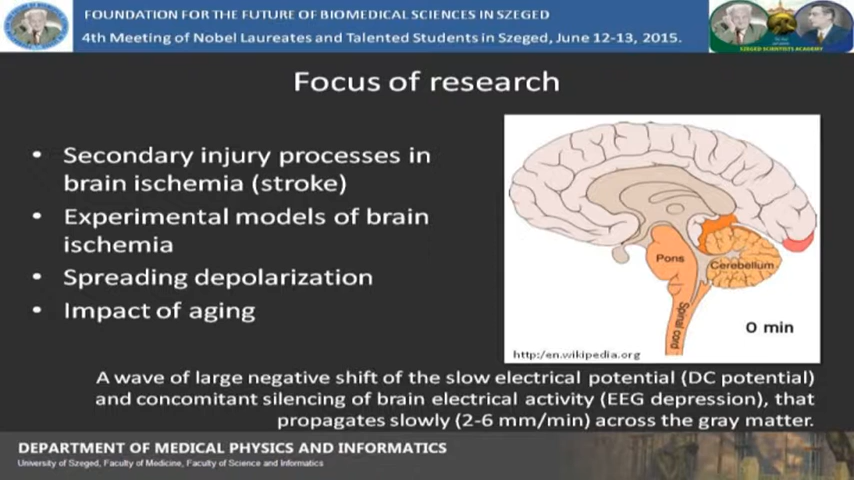 FOUNDATION FOR THE FUTURE OF BIOMEDICAL SCIENCES IN SZEGED
4th Meeting of Nobel Laureates and Talented Students in Szeged, June 12-13, 2015.
SZEGED SCIENTISTS ACADEMY
Focus of research
• Secondary injury processes in
brain ischemia (stroke)
• Experimental models of brain
ischemia
• Spreading depolarization
• Impact of aging
Pons
Cerebellum
Spinal cord
0 min
http:/en.wikipedia.org
A wave of large negative shift of the slow electrical potential (DC potential)
and concomitant silencing of brain electrical activity (EEG depression), that
propagates slowly (2-6 mm/min) across the gray matter.
DEPARTMENT OF MEDICAL PHYSICS AND INFORMATICS
University of Szeged, Faculty of Medicine, Faculty of Science and Informatics